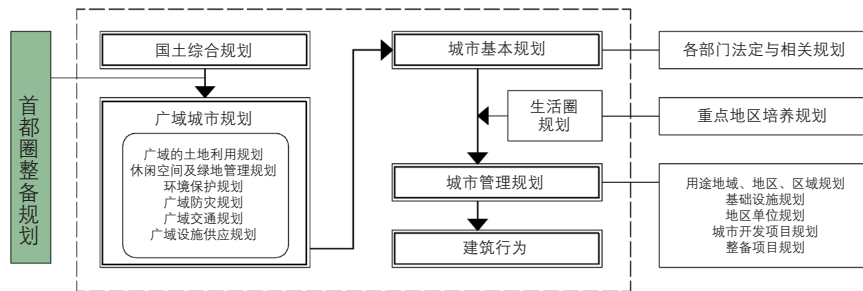 首都圈整备规划
国土综合规划
广域城市规划
广域的土地利用规划
休闲空间及绿地管理规划
环境保护规划
广域防灾规划
广域交通规划
广域设施供应规划
城市基本规划
生活圈
规划
城市管理规划
建筑行为
各部门法定与相关规划
重点地区培养规划
用途地域、地区、区域规划
基础设施规划
地区单位规划
城市开发项目规划
整备项目规划